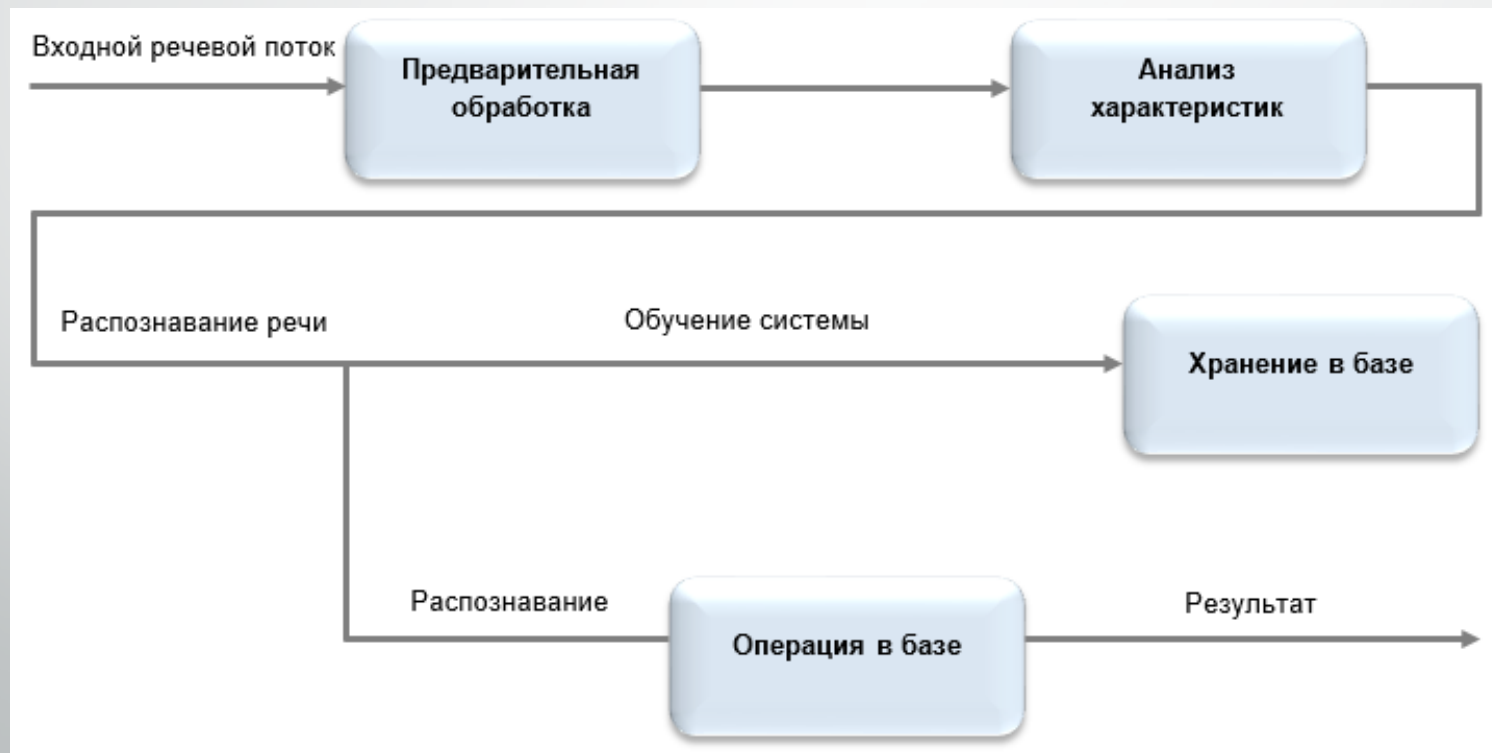 Входной речевой поток
Предварительная
обработка
Анализ
характеристик
Распознавание речи
Обучение системы
Хранение в базе
Распознавание
Операция в базе
Результат